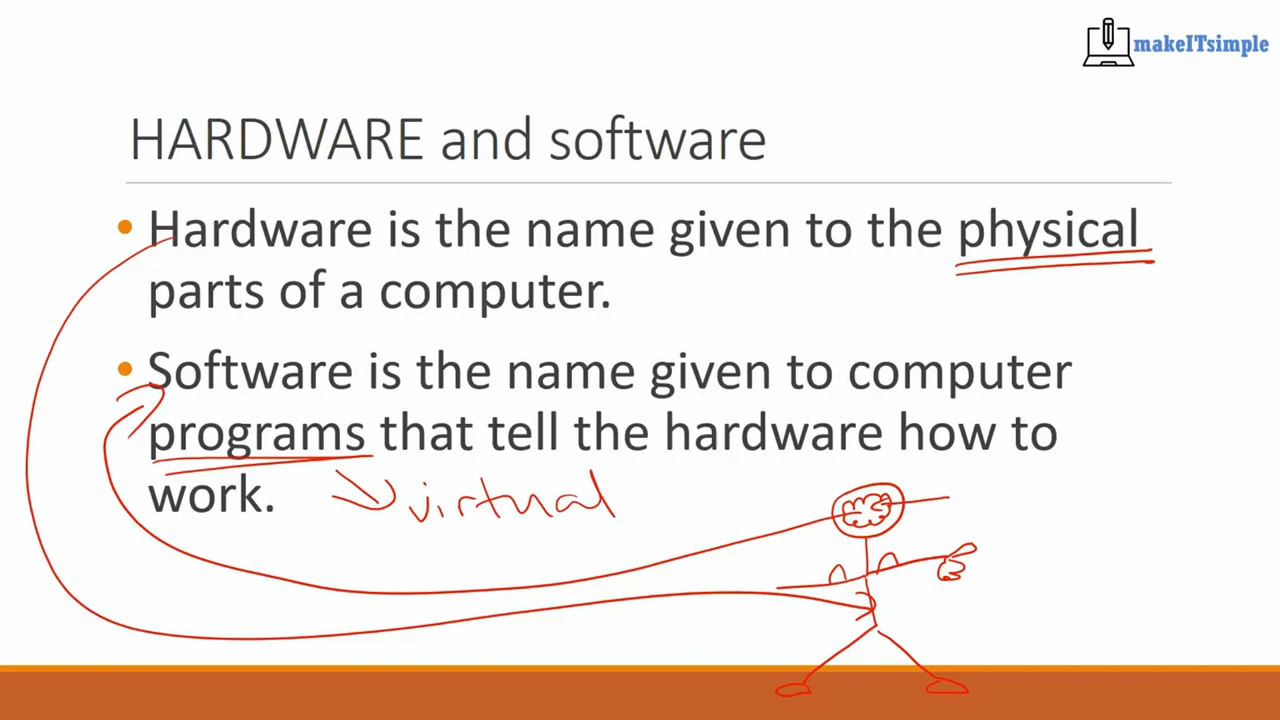 makeITsimple
HARDWARE and software
• Hardware is the name given to the physical
parts of a computer.
• Software is the name given to computer
programs that tell the hardware how to
work.
virtual